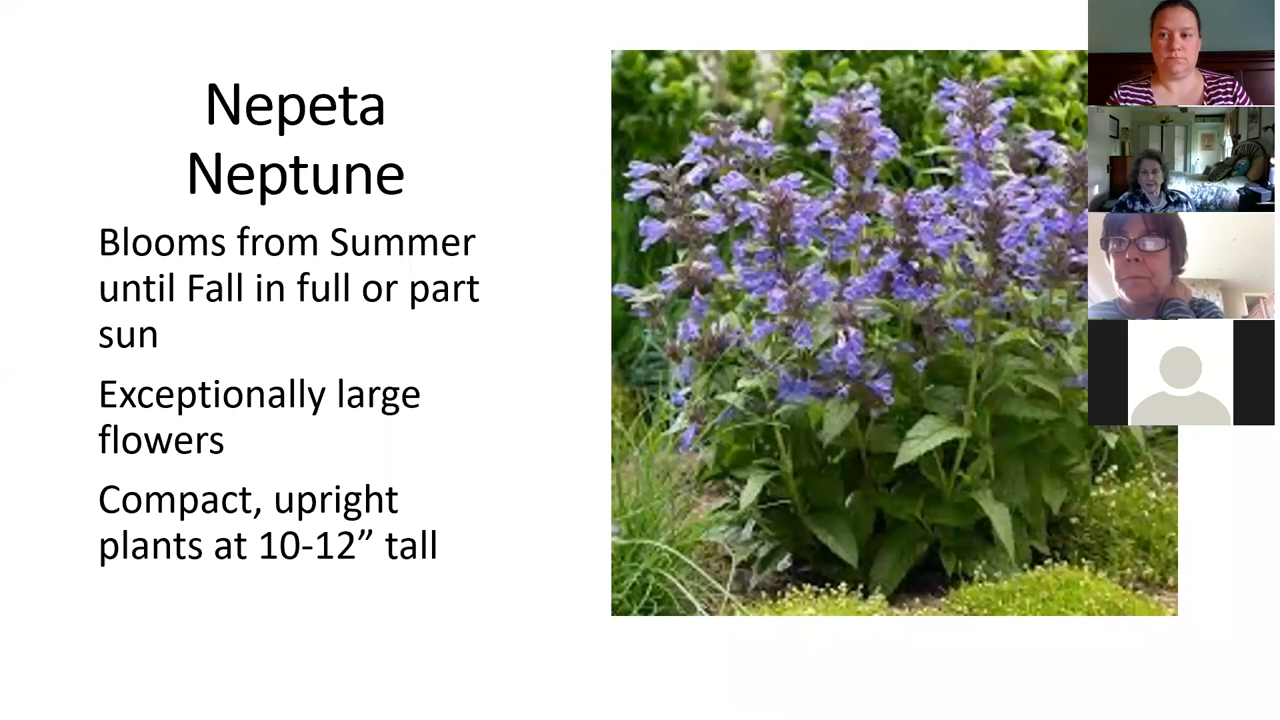 Nepeta
Neptune
Blooms from Summer
until Fall in full or part
sun
Exceptionally large
flowers
Compact, upright
plants at 10-12” tall